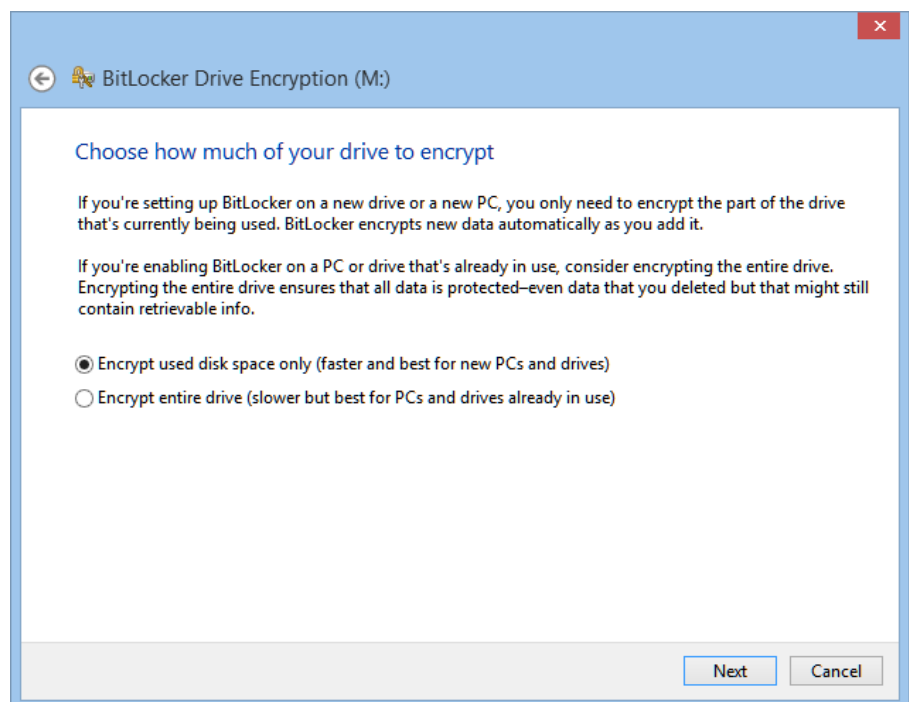 BitLocker Drive Encryption (M:)
Choose how much of your drive to encrypt
If you're setting up BitLocker on a new drive or a new PC, you only need to encrypt the part of the drive
that's currently being used. BitLocker encrypts new data automatically as you add it.
If you're enabling BitLocker on a PC or drive that's already in use, consider encrypting the entire drive.
Encrypting the entire drive ensures that all data is protected–even data that you deleted but that might still
contain retrievable info.
Encrypt used disk space only (faster and best for new PCs and drives)
Encrypt entire drive (slower but best for PCs and drives already in use)
Next Cancel